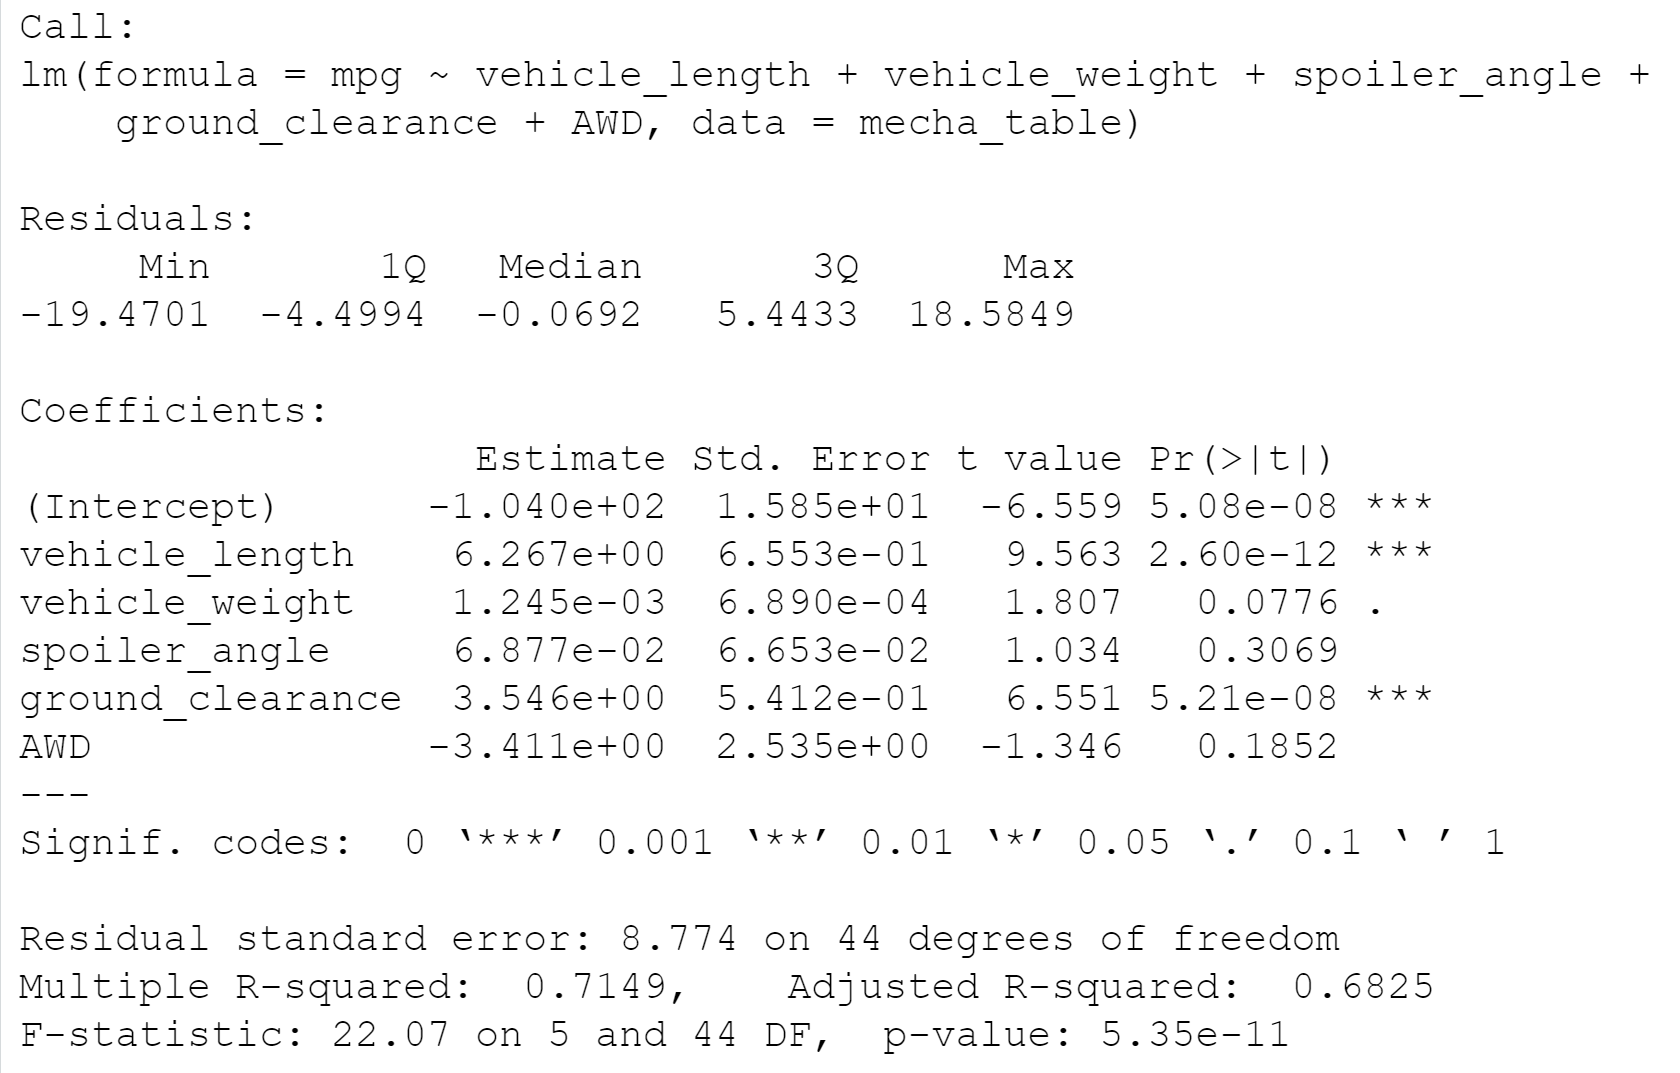 Call:
lm(formula = mpg ~ vehicle_length + vehicle_weight + spoiler_angle +
    ground_clearance + AWD, data = mecha_table)

Residuals:
     Min       1Q   Median       3Q      Max
-19.4701  -4.4994  -0.0692   5.4433  18.5849

Coefficients:
                   Estimate Std. Error t value Pr(>|t|)
(Intercept)      -1.040e+02  1.585e+01  -6.559 5.08e-08 ***
vehicle_length    6.267e+00  6.553e-01   9.563 2.60e-12 ***
vehicle_weight    1.245e-03  6.890e-04   1.807   0.0776 .
spoiler_angle     6.877e-02  6.653e-02   1.034   0.3069
ground_clearance  3.546e+00  5.412e-01   6.551 5.21e-08 ***
AWD              -3.411e+00  2.535e+00  -1.346   0.1852
---
Signif. codes:  0 ‘***’ 0.001 ‘**’ 0.01 ‘*’ 0.05 ‘.’ 0.1 ‘ ’ 1

Residual standard error: 8.774 on 44 degrees of freedom
Multiple R-squared:  0.7149,    Adjusted R-squared:  0.6825
F-statistic: 22.07 on 5 and 44 DF,  p-value: 5.35e-11